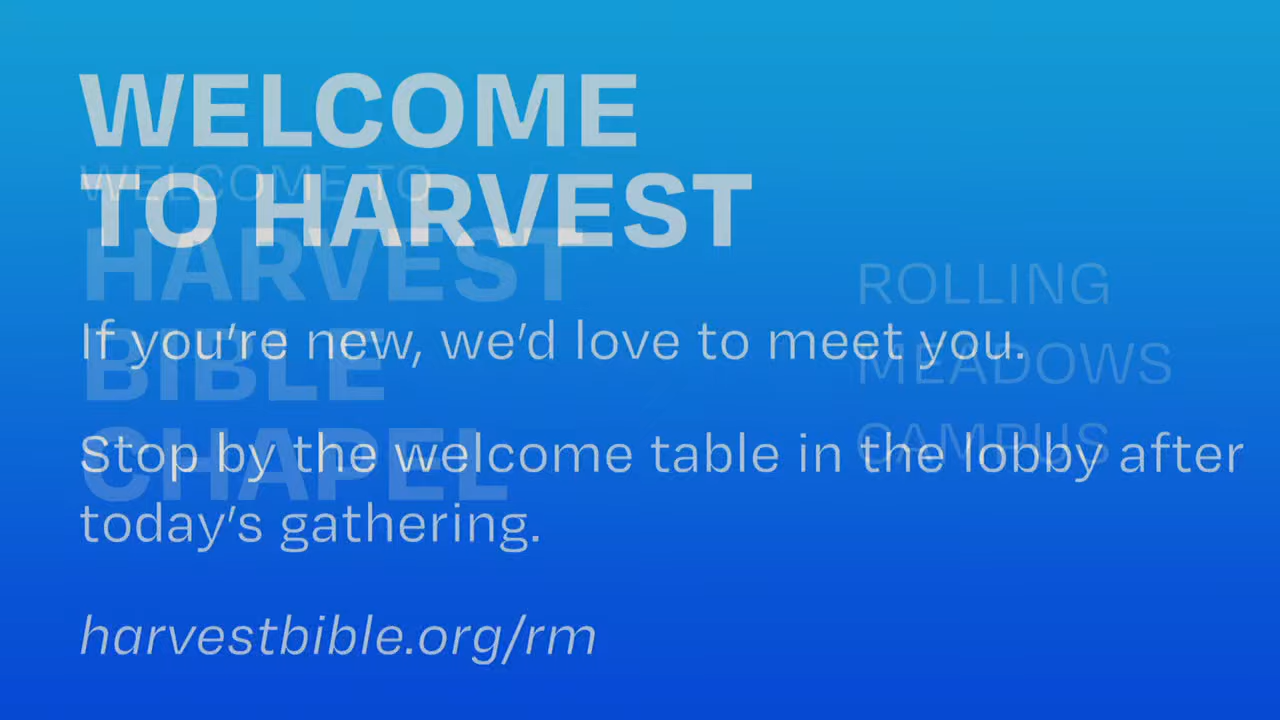 WELCOME
TO HARVEST
If you're new, we'd love to meet you.
Stop by the welcome table in the lobby after
today's gathering.
harvestbible.org/rm
WELCOME TO
HARVEST
BIBLE
CHAPEL
ROLLING
MEADOWS
CAMPUS